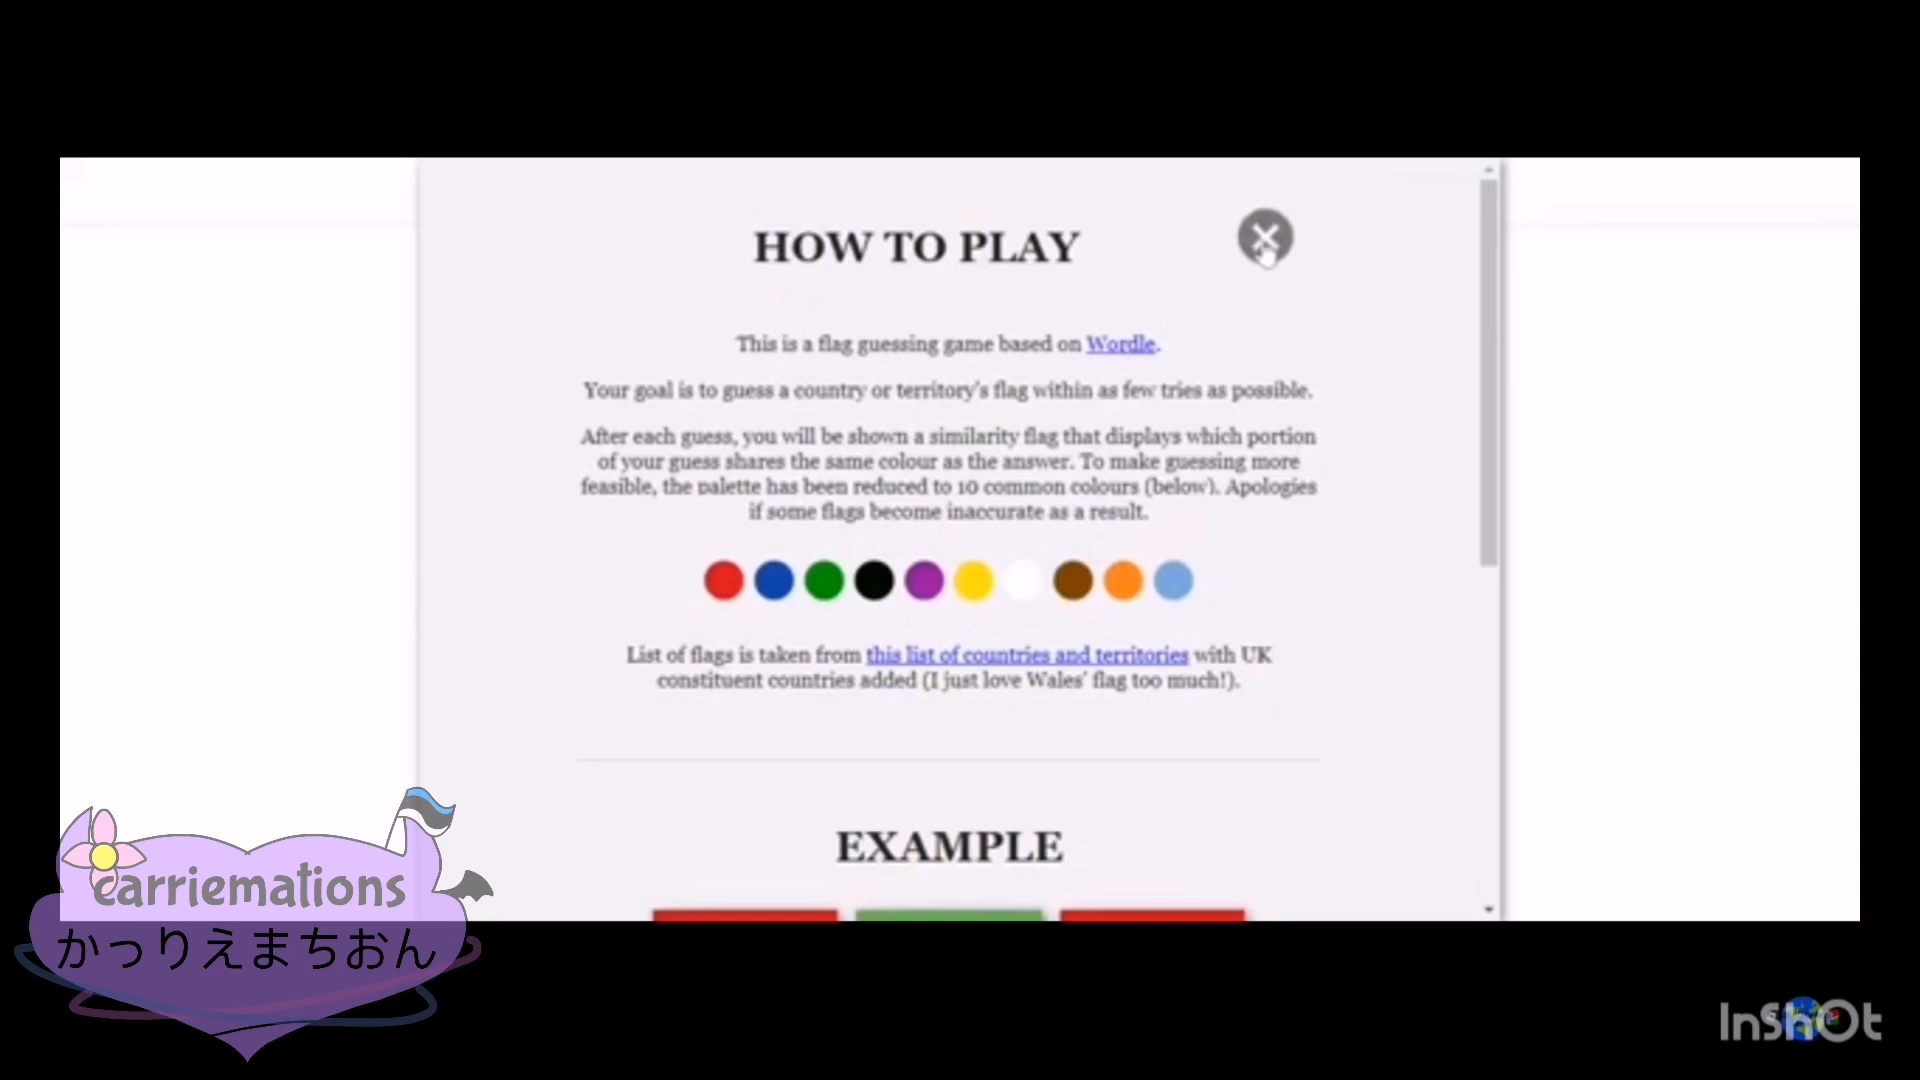 HOW TO PLAY
This is a flag guessing game based on Wordle.
Your goal is to guess a country or territory's flag within as few tries as possible.
After each guess, you will be shown a similarity flag that displays which portion
of your guess shares the same colour as the answer. To make guessing more
feasible, the palette has been reduced to 10 common colours (below). Apologies
if some flags become inaccurate as a result.
List of flags is taken from this list of countries and territories with UK
constituent countries added (I just love Wales' flag too much!).
EXAMPLE
carriemations
かっりえまちおん
InShOt